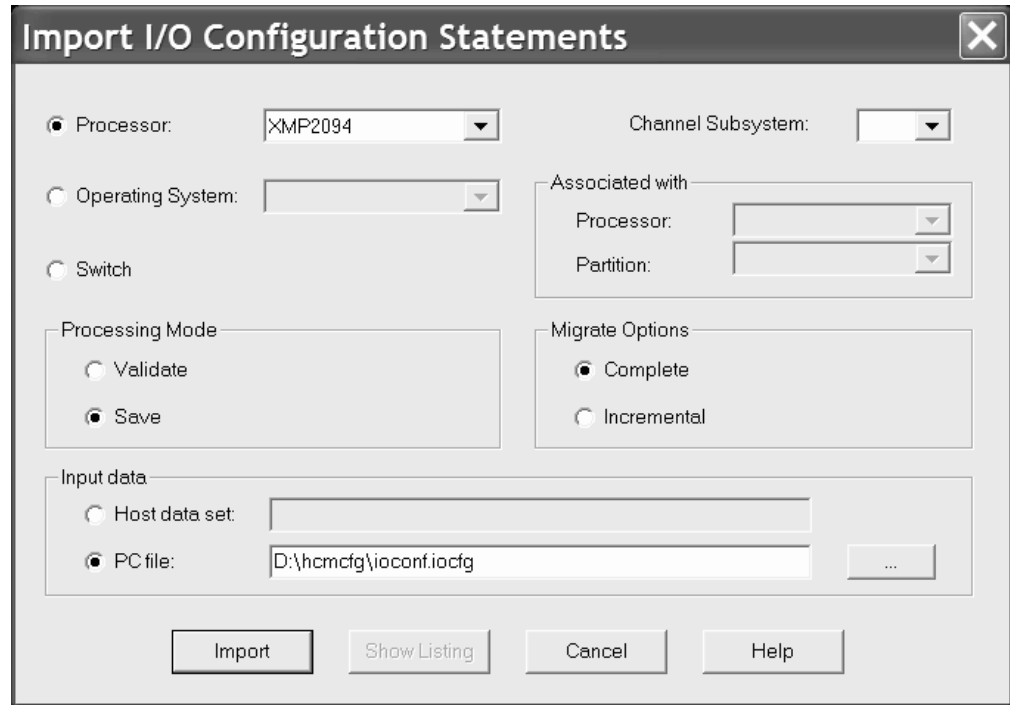 Import I/O Configuration Statements
Processor: XMP2094 Channel Subsystem:
Operating System: Associated with
Processor:
Switch Partition:
Processing Mode Migrate Options
Validate Complete
Save Incremental
Input data
Host data set:
PC file: D:\hcmcfg\ioconf.iocfg ...
Import Show Listing Cancel Help